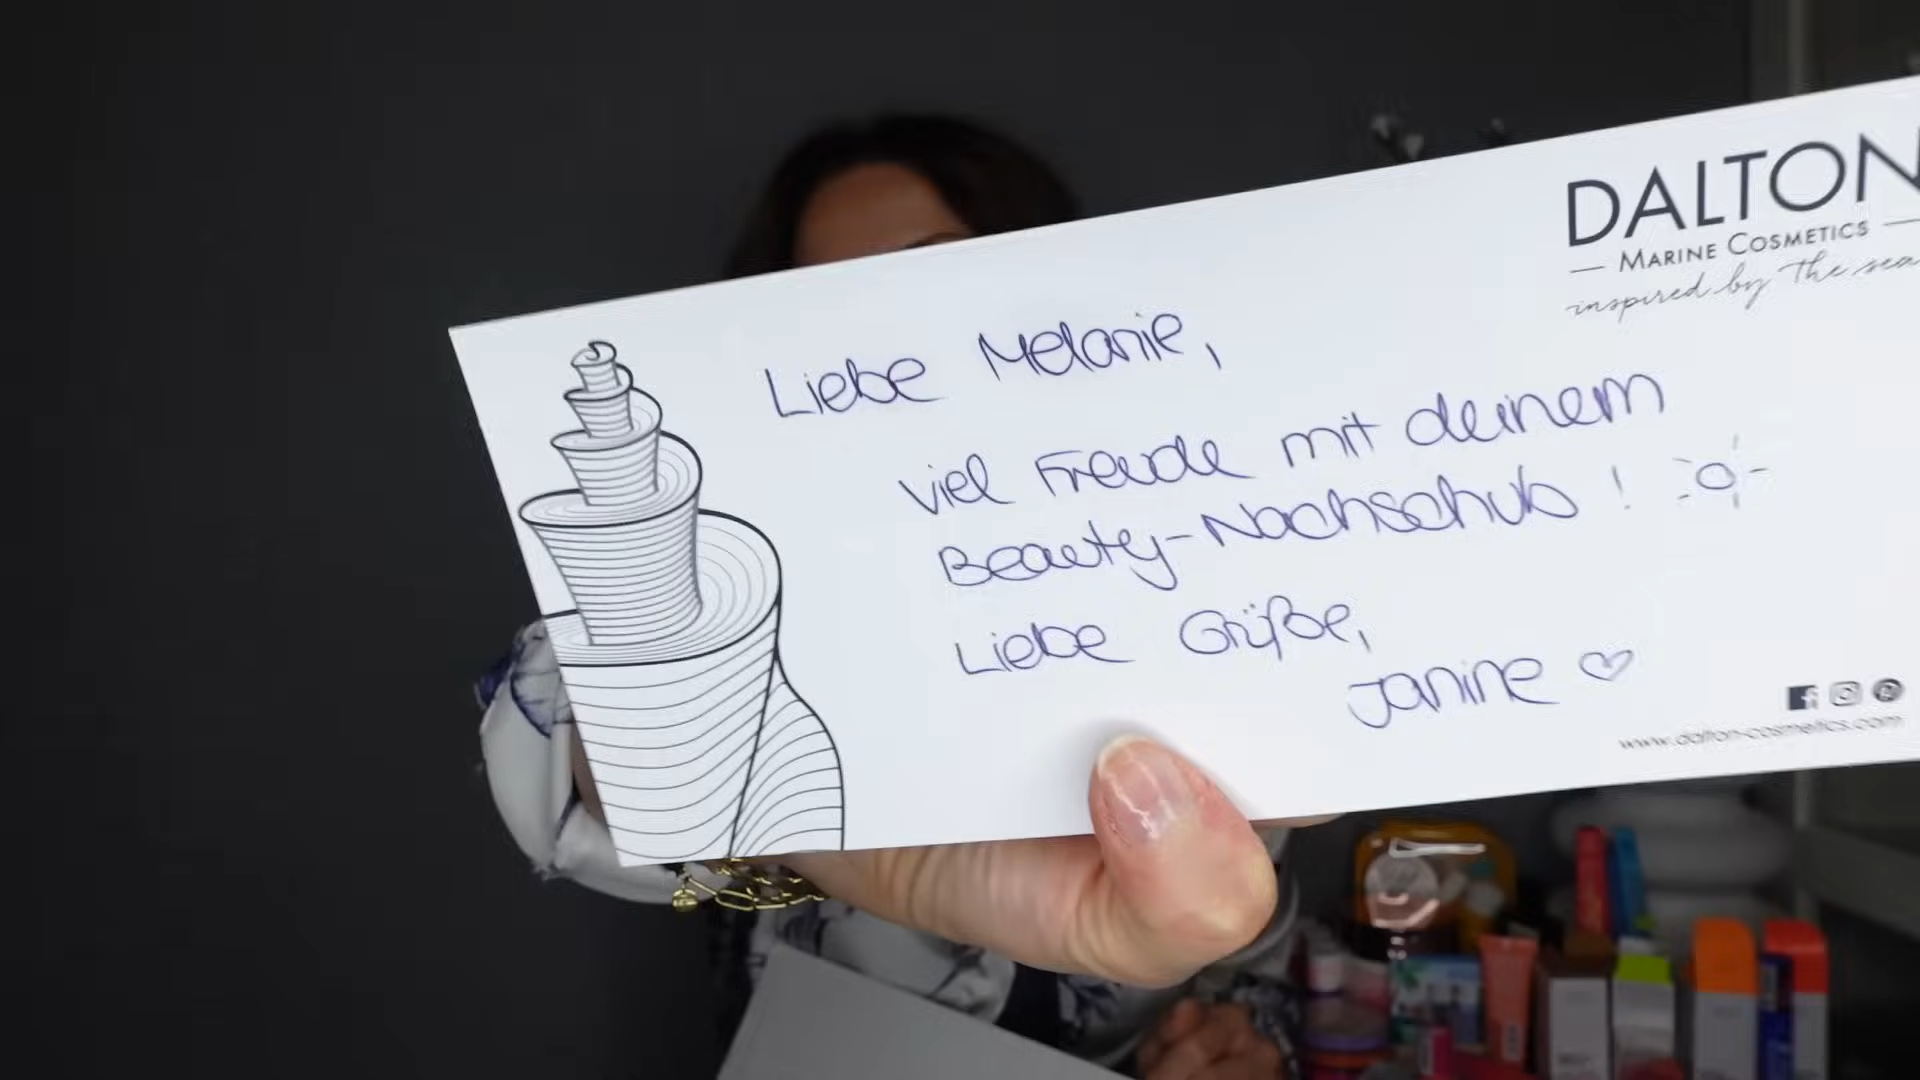 DALTON
MARINE COSMETICS
inspired by the sea
Liebe Melanie,
viel Freude mit deinem
Beauty-Nachschub!
Liebe Grüße,
Janine ♡
www.dalton-cosmetics.com